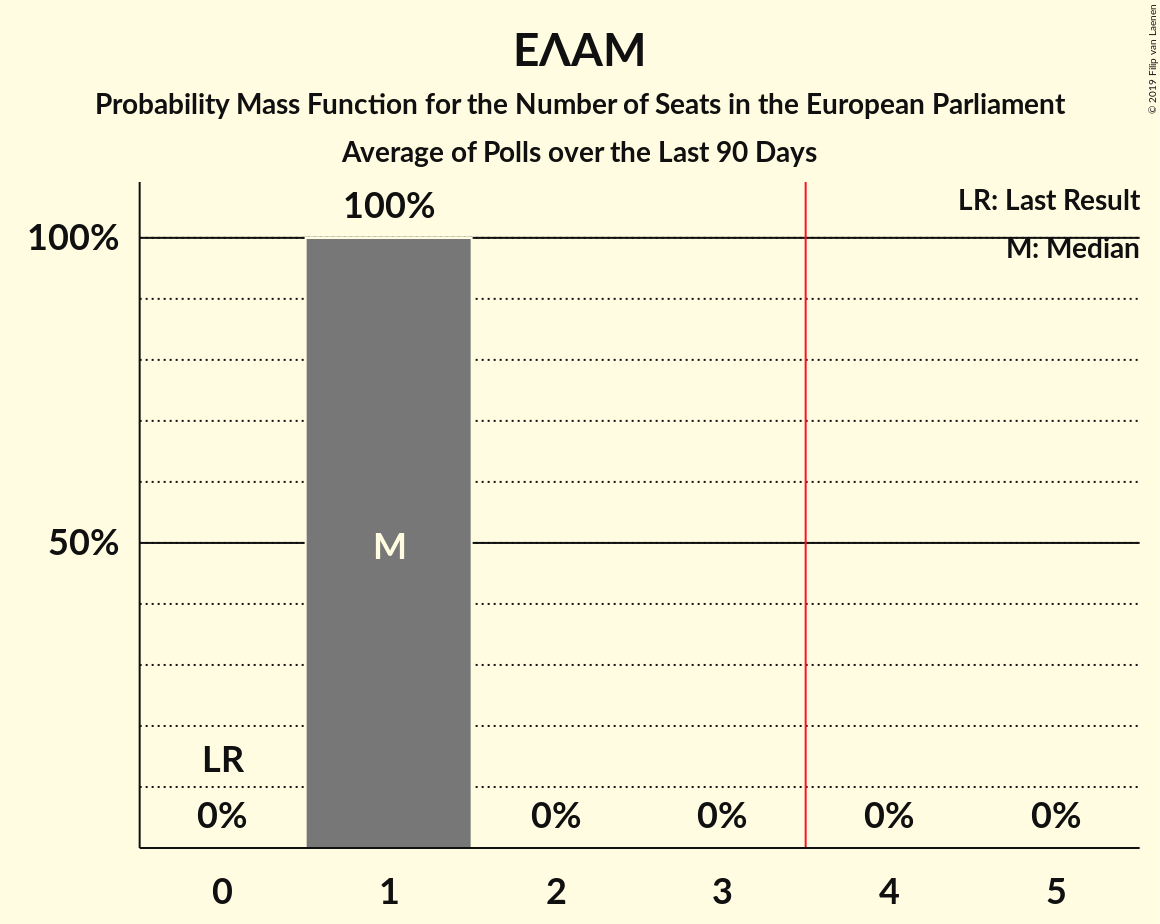 ΕΛΑΜ
Probability Mass Function for the Number of Seats in the European Parliament
Average of Polls over the Last 90 Days
© 2019 Filip van Laenen
LR: Last Result
M: Median
100%
100%
50%
M
LR
0%
0%
0%
0%
0%
0
1
2
3
4
5